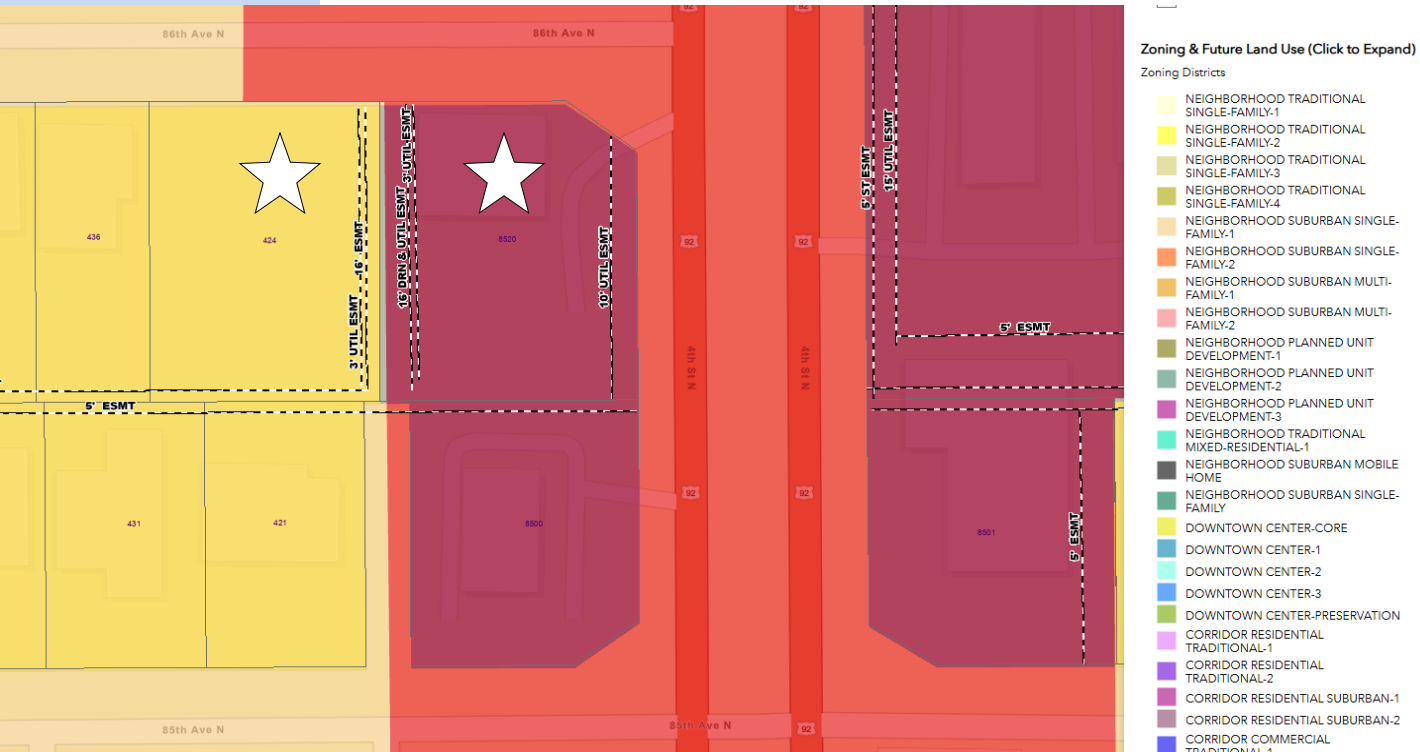 92
92
92
86th Ave N
86th Ave N
3' UTIL ESMT
16' DRN & UTIL ESMT
16' ESMT
3' UTIL ESMT
10' UTIL ESMT
5' ST ESMT
15' UTIL ESMT
5' ESMT
436
424
8520
92
92
4th St N
4th St N
5' ESMT
431
421
8500
92
92
8501
5' ESMT
86th Ave N
85th Ave N
85th Ave N
92
Zoning & Future Land Use (Click to Expand)
Zoning Districts
NEIGHBORHOOD TRADITIONAL
SINGLE-FAMILY-1
NEIGHBORHOOD TRADITIONAL
SINGLE-FAMILY-2
NEIGHBORHOOD TRADITIONAL
SINGLE-FAMILY-3
NEIGHBORHOOD TRADITIONAL
SINGLE-FAMILY-4
NEIGHBORHOOD SUBURBAN SINGLE-
FAMILY-1
NEIGHBORHOOD SUBURBAN SINGLE-
FAMILY-2
NEIGHBORHOOD SUBURBAN MULTI-
FAMILY-1
NEIGHBORHOOD SUBURBAN MULTI-
FAMILY-2
NEIGHBORHOOD PLANNED UNIT
DEVELOPMENT-1
NEIGHBORHOOD PLANNED UNIT
DEVELOPMENT-2
NEIGHBORHOOD PLANNED UNIT
DEVELOPMENT-3
NEIGHBORHOOD TRADITIONAL
MIXED-RESIDENTIAL-1
NEIGHBORHOOD SUBURBAN MOBILE
HOME
NEIGHBORHOOD SUBURBAN SINGLE-
FAMILY
DOWNTOWN CENTER-CORE
DOWNTOWN CENTER-1
DOWNTOWN CENTER-2
DOWNTOWN CENTER-3
DOWNTOWN CENTER-PRESERVATION
CORRIDOR RESIDENTIAL
TRADITIONAL-1
CORRIDOR RESIDENTIAL
TRADITIONAL-2
CORRIDOR RESIDENTIAL SUBURBAN-1
CORRIDOR RESIDENTIAL SUBURBAN-2
CORRIDOR COMMERCIAL
TRADITIONAL-1